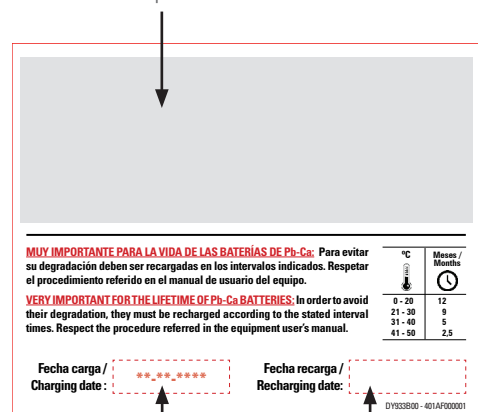 MUY IMPORTANTE PARA LA VIDA DE LAS BATERÍAS DE Pb-Ca: Para evitar
su degradación deben ser recargadas en los intervalos indicados. Respetar
el procedimiento referido en el manual de usuario del equipo.
VERY IMPORTANT FOR THE LIFETIME OF Pb-Ca BATTERIES: In order to avoid
their degradation, they must be recharged according to the stated interval
times. Respect the procedure referred in the equipment user's manual.
ºC Meses /
Months
0 - 20 12
21 - 30 9
31 - 40 5
41 - 50 2,5
Fecha carga /
Charging date :
**-**-****
Fecha recarga /
Recharging date:
DY933B00 - 401AF000001